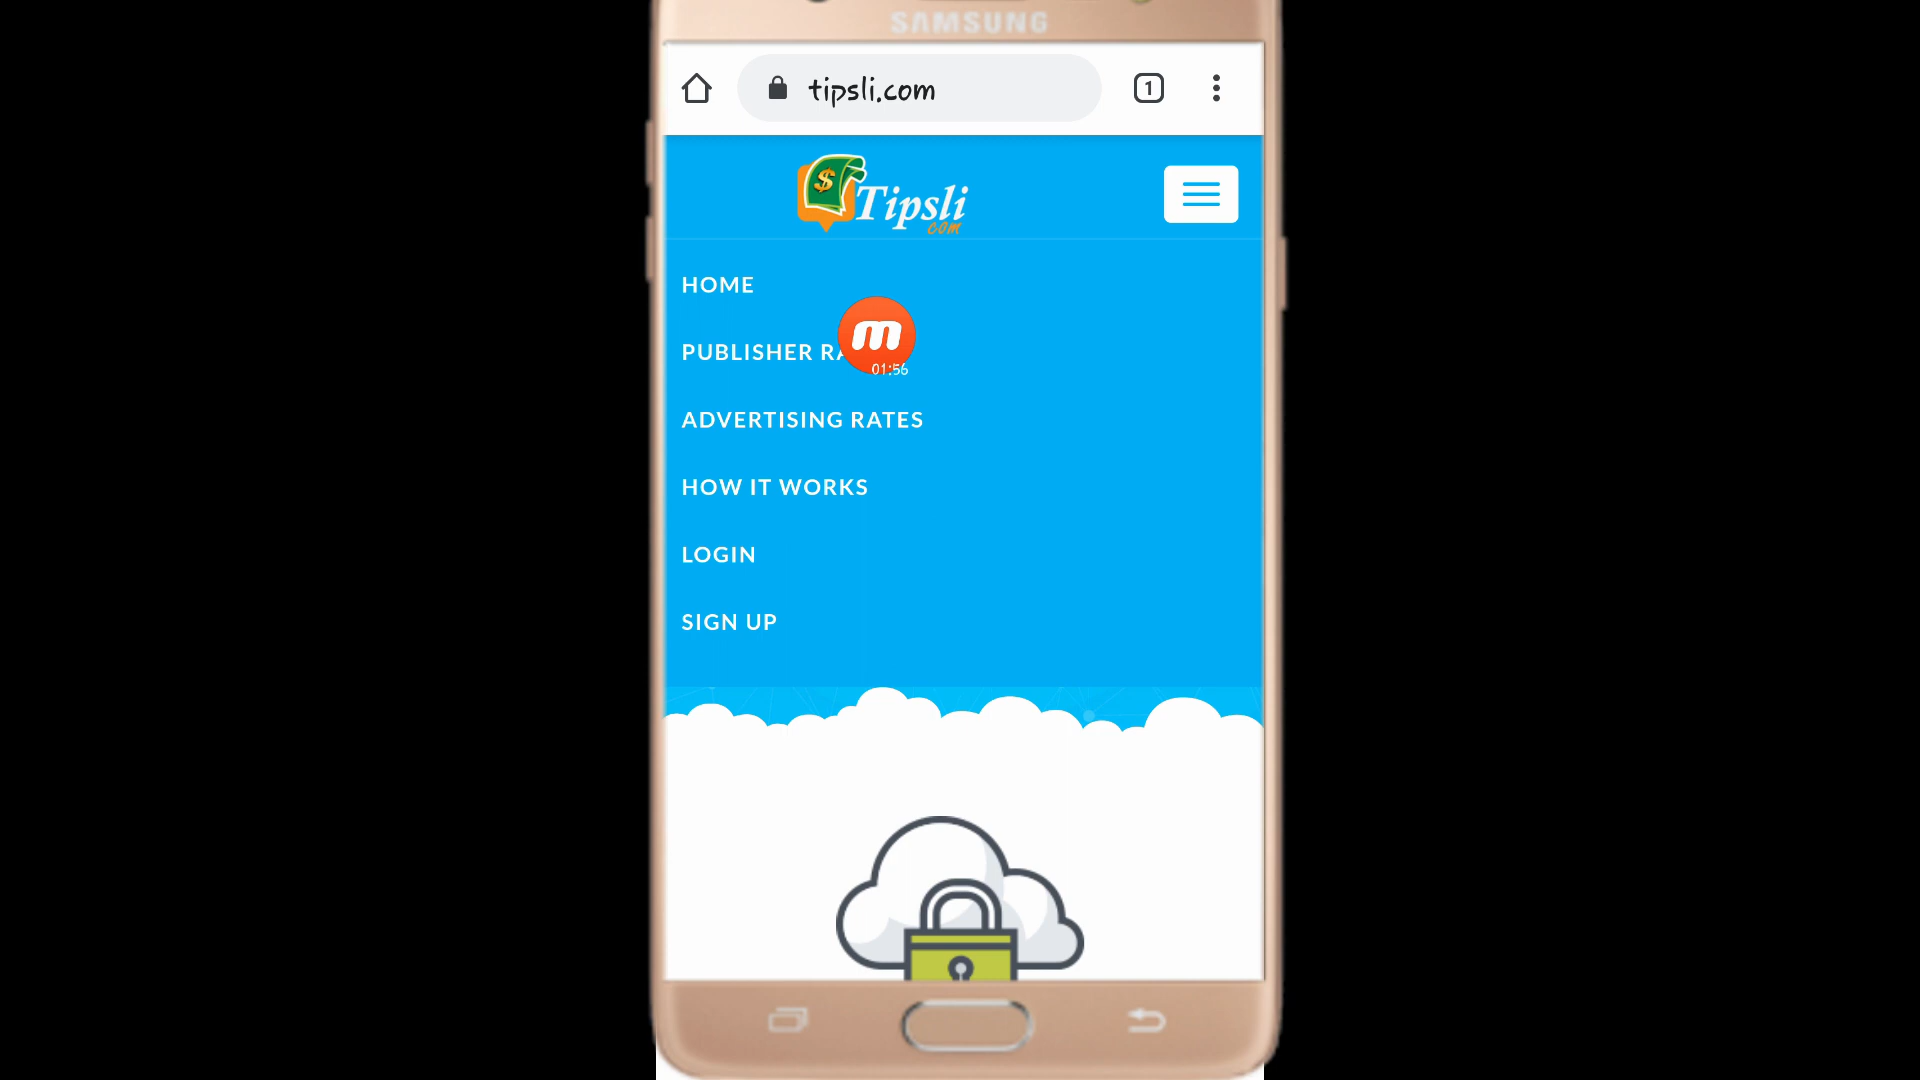 SAMSUNG
tipsli.com
1
$
Tipsli
com
HOME
PUBLISHER RA
m
01:56
ADVERTISING RATES
HOW IT WORKS
LOGIN
SIGN UP